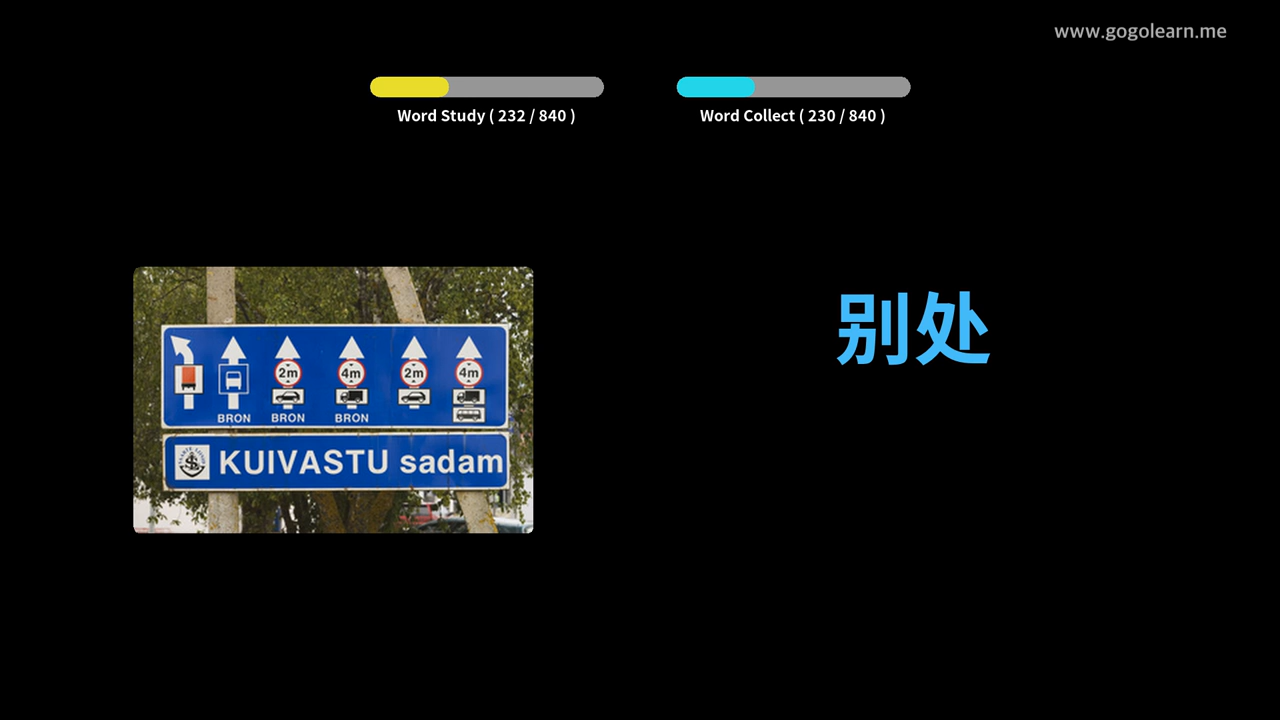 www.gogolearn.me
Word Study ( 232 / 840 )
Word Collect ( 230 / 840 )
别处
2m 4m 2m 4m
BRON BRON BRON
KUIVASTU sadam